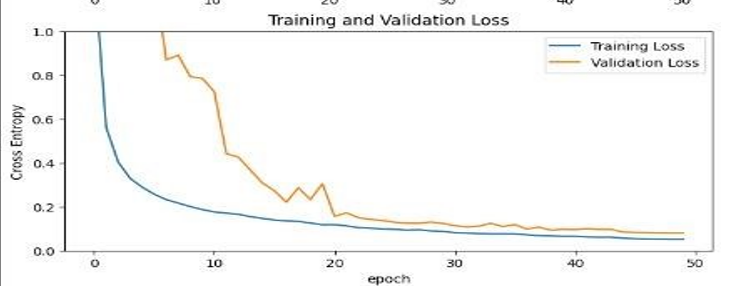 0 10 20 30 40 50
Training and Validation Loss
1.0
0.8
0.6
0.4
0.2
0.0
Cross Entropy
Training Loss
Validation Loss
0 10 20 30 40 50
epoch